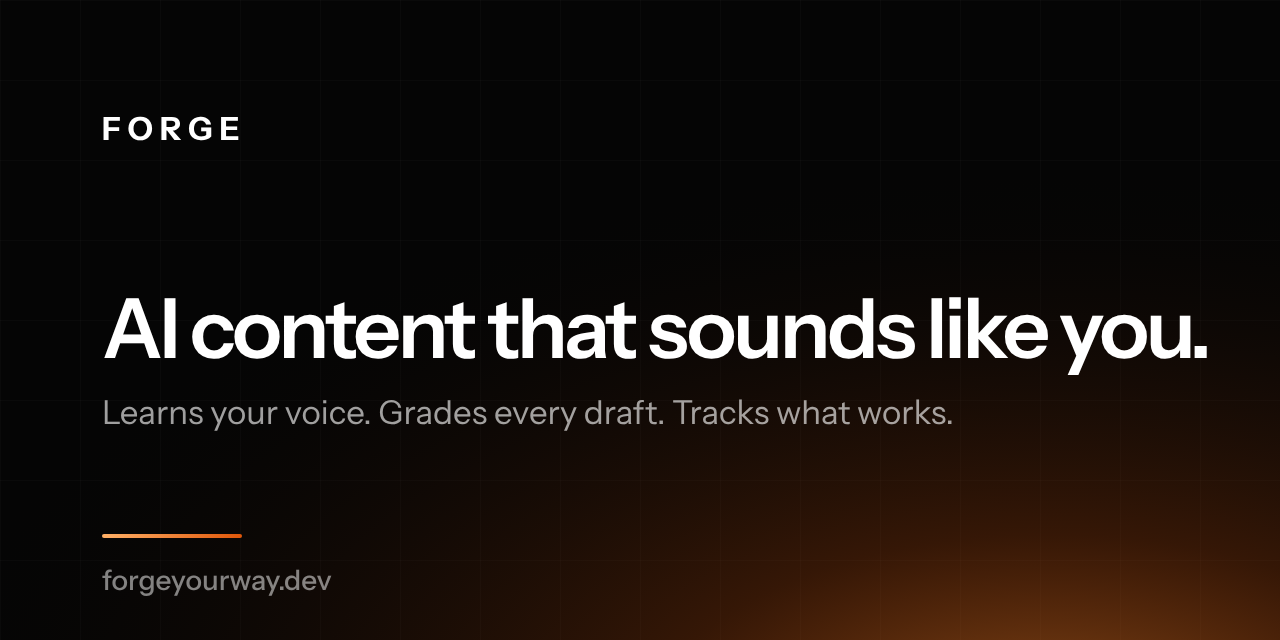 FORGE
AI content that sounds like you.
Learns your voice. Grades every draft. Tracks what works.
forgeyourway.dev